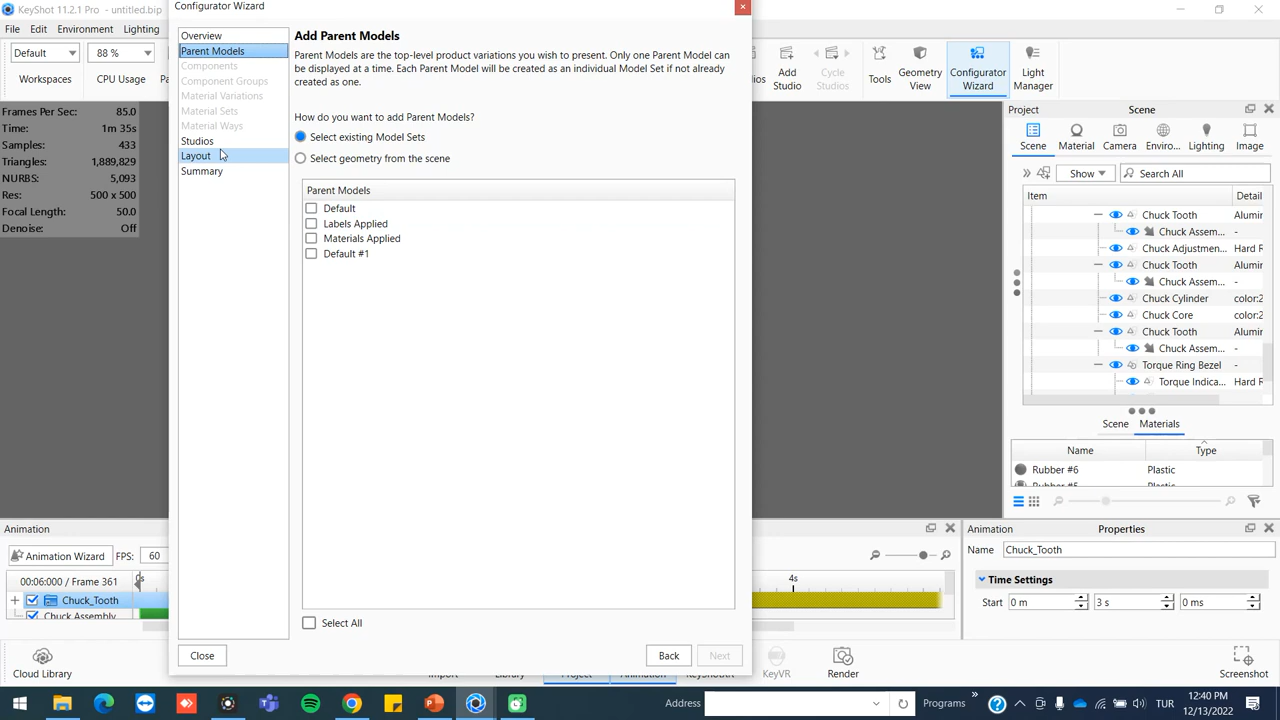 KeyShot 11.2.1 Pro - untitled.bip
File Edit Environment Lighting
Default 88 %
Workspaces CPU Usage
Frames Per Sec: 85.0
Time: 1m 35s
Samples: 433
Triangles: 1,889,829
NURBS: 5,093
Res: 500 x 500
Focal Length: 50.0
Denoise: Off
Configurator Wizard
Overview
Parent Models
Components
Component Groups
Material Variations
Material Sets
Material Ways
Studios
Layout
Summary
Add Parent Models
Parent Models are the top-level product variations you wish to present. Only one Parent Model can
be displayed at a time. Each Parent Model will be created as an individual Model Set if not already
created as one.
How do you want to add Parent Models?
Select existing Model Sets
Select geometry from the scene
Parent Models
Default
Labels Applied
Materials Applied
Default #1
Select All
Close Back Next
Add Studio
Cycle Studios
Tools
Geometry View
Configurator Wizard
Light Manager
Project Scene
Scene Material Camera Enviro... Lighting Image
Show Search All
Item Detail
Chuck Tooth Alumin
Chuck Assem... -
Chuck Adjustmen... Hard R
Chuck Tooth Alumin
Chuck Assem... -
Chuck Cylinder color:2
Chuck Core color:2
Chuck Tooth Alumin
Chuck Assem... -
Torque Ring Bezel
Torque Indica... Hard R
Scene Materials
Name Type
Rubber #6 Plastic
Rubber #5 Plastic
Animation
Animation Wizard FPS: 60
00:06:000 / Frame 361
Chuck_Tooth
Chuck Assembly
4s
Animation Properties
Name Chuck_Tooth
Time Settings
Start 0 m 3 s 0 ms
Cloud Library Import Library Project Animation KeyShotXR KeyVR Render Screenshot
Address Programs TUR 12:40 PM
12/13/2022